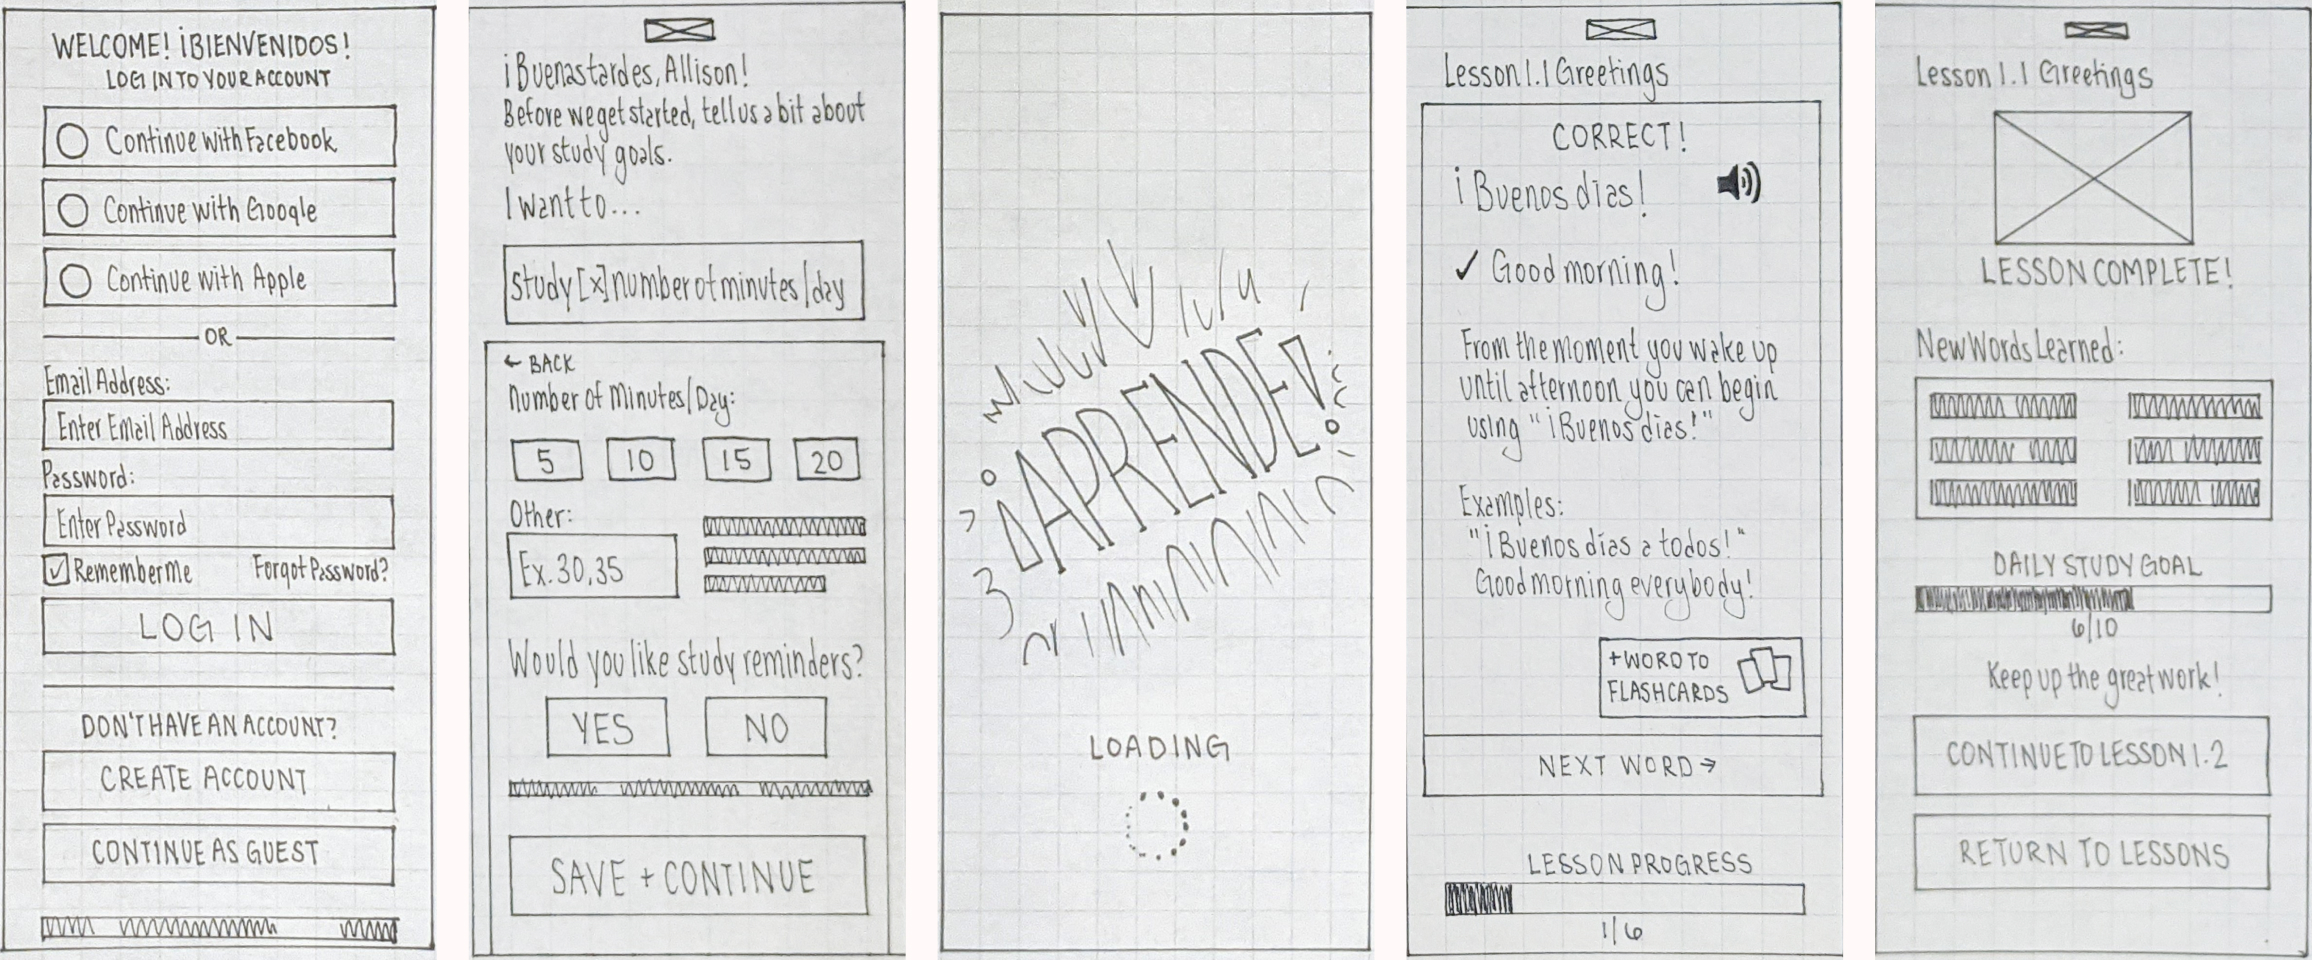 WELCOME! ¡BIENVENIDOS!
LOG IN TO YOUR ACCOUNT
Continue with Facebook
Continue with Google
Continue with Apple
OR
Email Address:
Enter Email Address
Password:
Enter Password
Remember Me Forgot Password?
LOG IN
DON'T HAVE AN ACCOUNT?
CREATE ACCOUNT
CONTINUE AS GUEST
¡Buenas tardes, Allison!
Before we get started, tell us a bit about
your study goals.
I want to...
study [x] number of minutes/day
← BACK
Number of Minutes/Day:
5 10 15 20
Other:
Ex. 30, 35
Would you like study reminders?
YES NO
SAVE + CONTINUE
¡APRENDE!
LOADING
Lesson 1.1 Greetings
CORRECT!
¡Buenos días!
✓ Good morning!
From the moment you wake up
until afternoon you can begin
using "¡Buenos días!"
Examples:
"¡Buenos días a todos!"
Good morning everybody!
+ WORD TO
FLASHCARDS
NEXT WORD →
LESSON PROGRESS
1/6
Lesson 1.1 Greetings
LESSON COMPLETE!
New Words Learned:
DAILY STUDY GOAL
6/10
Keep up the great work!
CONTINUE TO LESSON 1.2
RETURN TO LESSONS